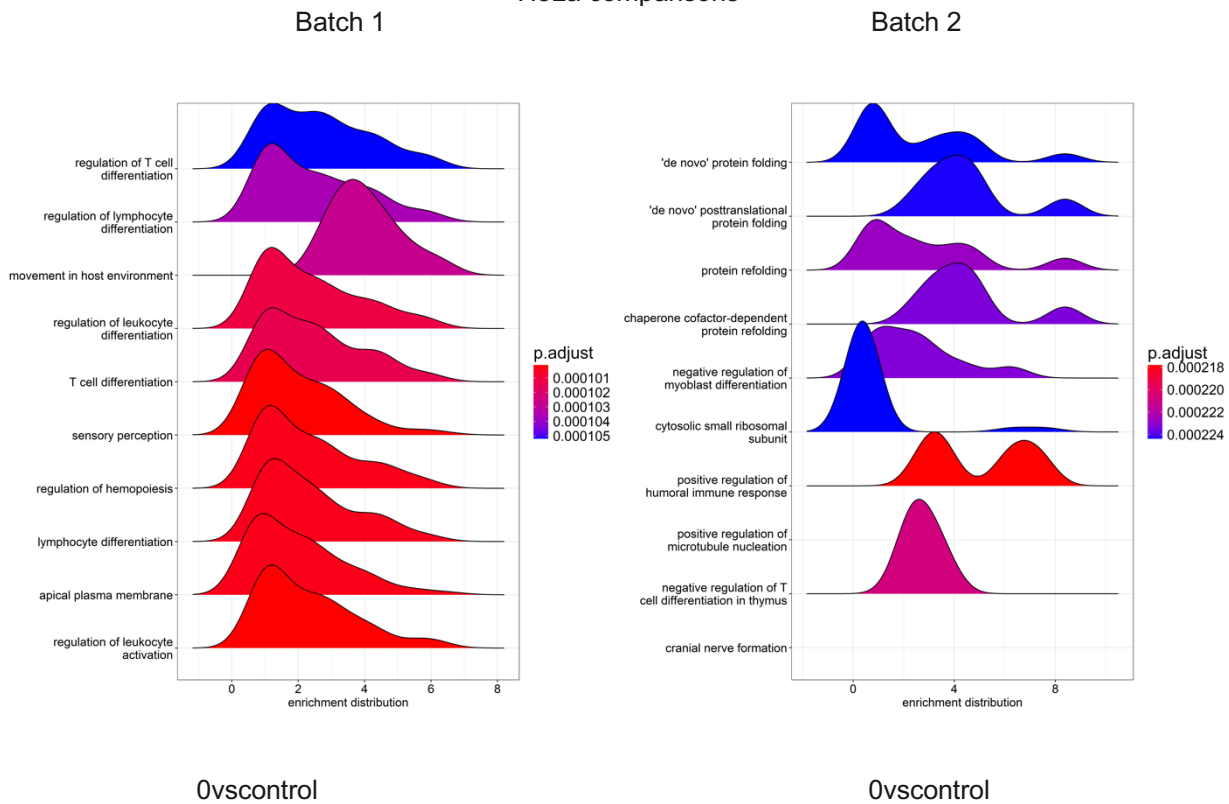 Batch 1
Batch 2
regulation of T cell
differentiation
regulation of lymphocyte
differentiation
movement in host environment
regulation of leukocyte
differentiation
T cell differentiation
sensory perception
regulation of hemopoiesis
lymphocyte differentiation
apical plasma membrane
regulation of leukocyte
activation
0
2
4
6
8
enrichment distribution
p.adjust
0.000101
0.000102
0.000103
0.000104
0.000105
'de novo' protein folding
'de novo' posttranslational
protein folding
protein refolding
chaperone cofactor-dependent
protein refolding
negative regulation of
myoblast differentiation
cytosolic small ribosomal
subunit
positive regulation of
humoral immune response
positive regulation of
microtubule nucleation
negative regulation of T
cell differentiation in thymus
cranial nerve formation
0
4
8
enrichment distribution
p.adjust
0.000218
0.000220
0.000222
0.000224
0vscontrol
0vscontrol